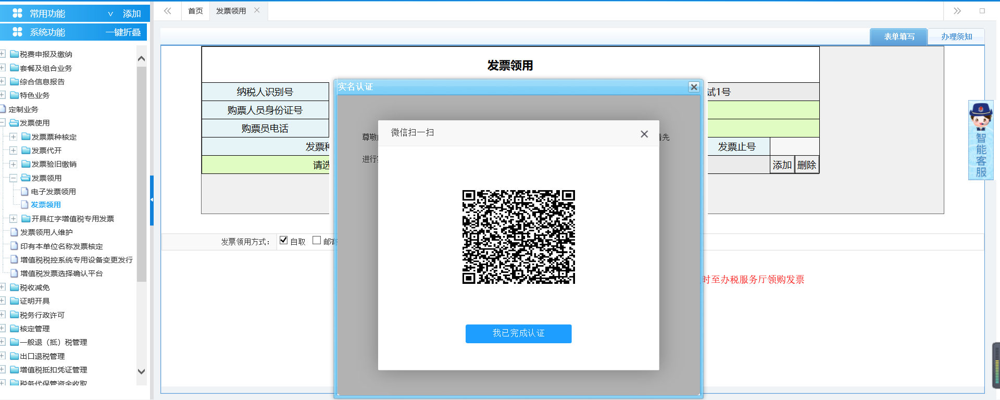 常用功能
添加
系统功能
一键折叠
税费申报及缴纳
套餐及组合业务
综合信息报告
特色业务
定制业务
发票使用
发票票种核定
发票代开
发票验旧缴销
发票领用
电子发票领用
发票领用
开具红字增值税专用发票
发票领用人维护
印有本单位名称发票核定
增值税税控系统专用设备变更发行
增值税发票选择确认平台
税收减免
证明开具
税务行政许可
核定管理
一般退（抵）税管理
出口退税管理
增值税抵扣凭证管理
税务代保管资金收取
首页
发票领用
表单填写
办理须知
发票领用
纳税人识别号
试1号
购票人员身份证号
购票员电话
发票种
发票止号
请选
添加
删除
实名认证
尊敬
请先
进行
微信扫一扫
我已完成认证
发票领用方式：
自取
邮寄
时至办税服务厅领购发票
智能客服